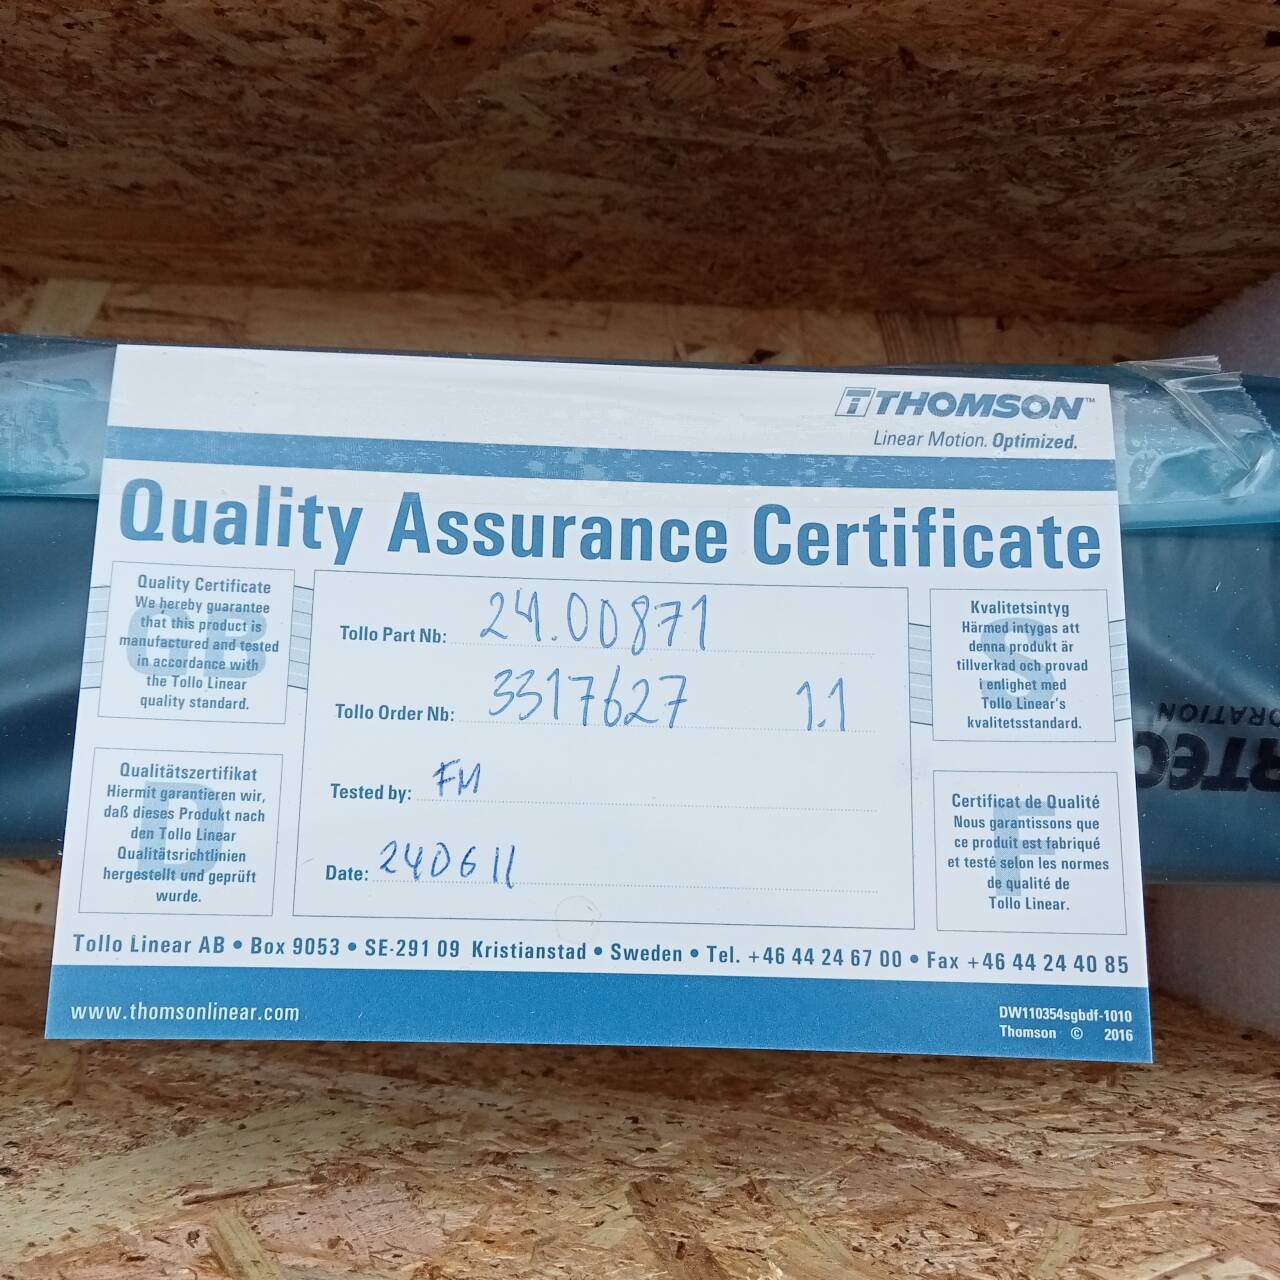 THOMSON™
Linear Motion. Optimized.
Quality Assurance Certificate
Quality Certificate
We hereby guarantee
that this product is
manufactured and tested
in accordance with
the Tollo Linear
quality standard.
GB
Qualitätszertifikat
Hiermit garantieren wir,
daß dieses Produkt nach
den Tollo Linear
Qualitätsrichtlinien
hergestellt und geprüft
wurde.
D
Tollo Part Nb: 24.00871
Tollo Order Nb: 3317627 1.1
Tested by: FM
Date: 240611
Kvalitetsintyg
Härmed intygas att
denna produkt är
tillverkad och provad
i enlighet med
Tollo Linear's
kvalitetsstandard.
S
Certificat de Qualité
Nous garantissons que
ce produit est fabriqué
et testé selon les normes
de qualité de
Tollo Linear.
F
Tollo Linear AB • Box 9053 • SE-291 09 Kristianstad • Sweden • Tel. +46 44 24 67 00 • Fax +46 44 24 40 85
www.thomsonlinear.com
DW110354sgbdf-1010
Thomson © 2016